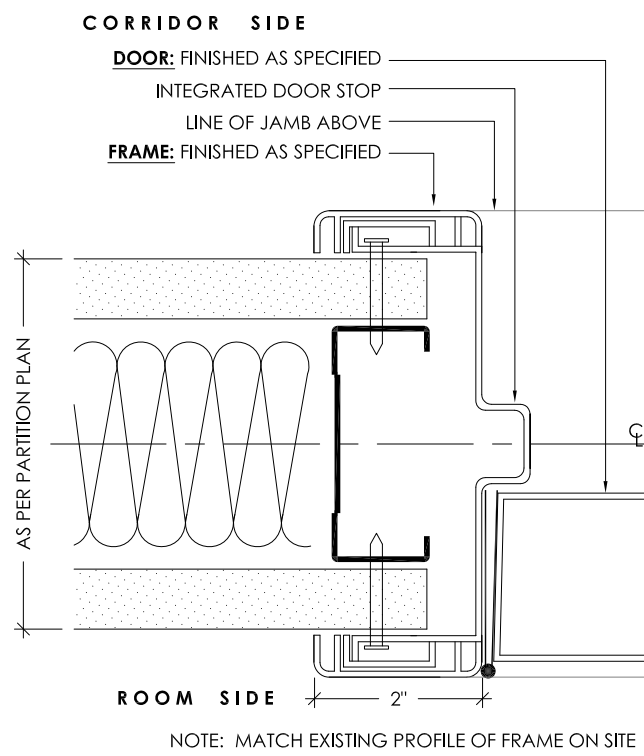 CORRIDOR SIDE
DOOR: FINISHED AS SPECIFIED
INTEGRATED DOOR STOP
LINE OF JAMB ABOVE
FRAME: FINISHED AS SPECIFIED
AS PER PARTITION PLAN
CL
ROOM SIDE
2"
NOTE: MATCH EXISTING PROFILE OF FRAME ON SITE